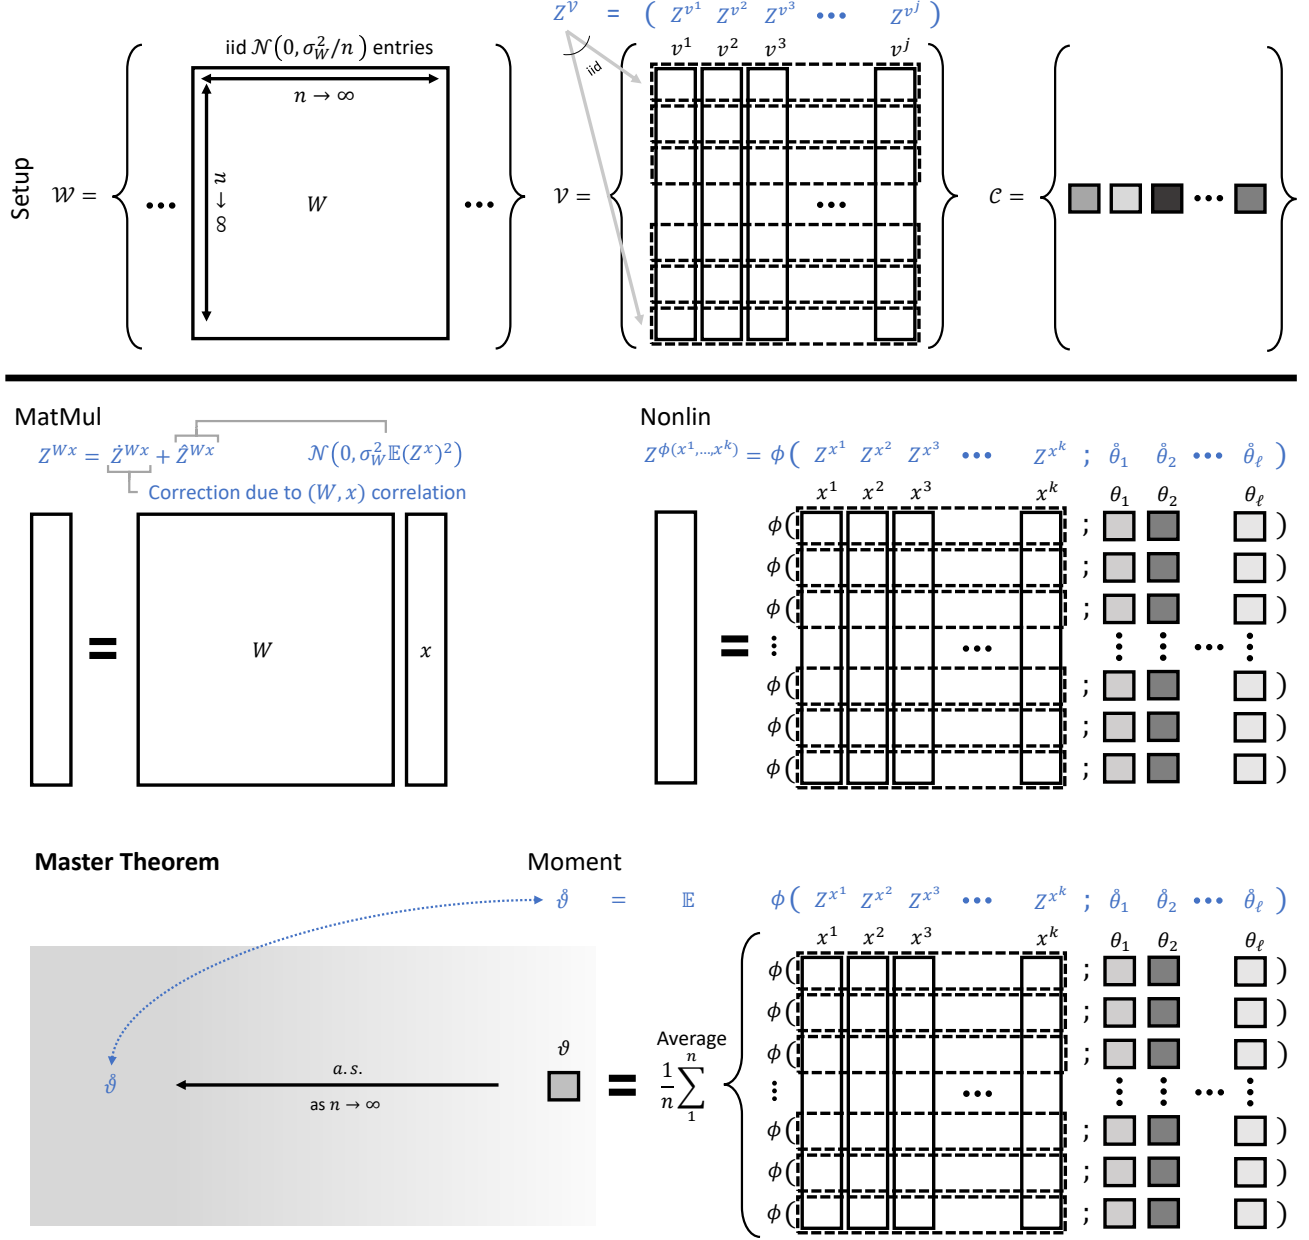 Z^𝒱 = ( Z^{v^1} Z^{v^2} Z^{v^3} ••• Z^{v^j} )
iid 𝒩(0, σ_W^2/n) entries
v^1 v^2 v^3 v^j
iid
n → ∞
n → ∞
Setup
𝒲 = { ••• W ••• }
𝒱 = { ••• }
𝒞 = { ••• }
MatMul
Z^{Wx} = Ż^{Wx} + Ẑ^{Wx} 𝒩(0, σ_W^2 𝔼(Z^x)^2)
Correction due to (W, x) correlation
= W x
Nonlin
Z^{ϕ(x^1,…,x^k)} = ϕ( Z^{x^1} Z^{x^2} Z^{x^3} ••• Z^{x^k} ; θ̊_1 θ̊_2 ••• θ̊_ℓ )
x^1 x^2 x^3 x^k θ_1 θ_2 θ_ℓ
ϕ( ; )
ϕ( ; )
ϕ( ; )
= ⋮ ••• ⋮ ⋮ ••• ⋮
ϕ( ; )
ϕ( ; )
ϕ( ; )
Master Theorem
Moment
ϑ̊ = 𝔼 ϕ( Z^{x^1} Z^{x^2} Z^{x^3} ••• Z^{x^k} ; θ̊_1 θ̊_2 ••• θ̊_ℓ )
x^1 x^2 x^3 x^k θ_1 θ_2 θ_ℓ
ϕ( ; )
ϕ( ; )
Average
ϕ( ; )
ϑ̊
a.s.
as n → ∞
ϑ
= 1/n ∑_1^n { ⋮ ••• ⋮ ⋮ ••• ⋮
ϕ( ; )
ϕ( ; )
ϕ( ; )